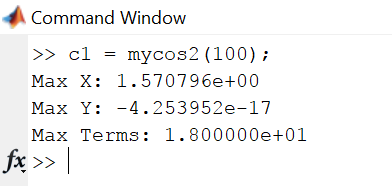 Command Window
>> c1 = mycos2(100);
Max X: 1.570796e+00
Max Y: -4.253952e-17
Max Terms: 1.800000e+01
fx >>